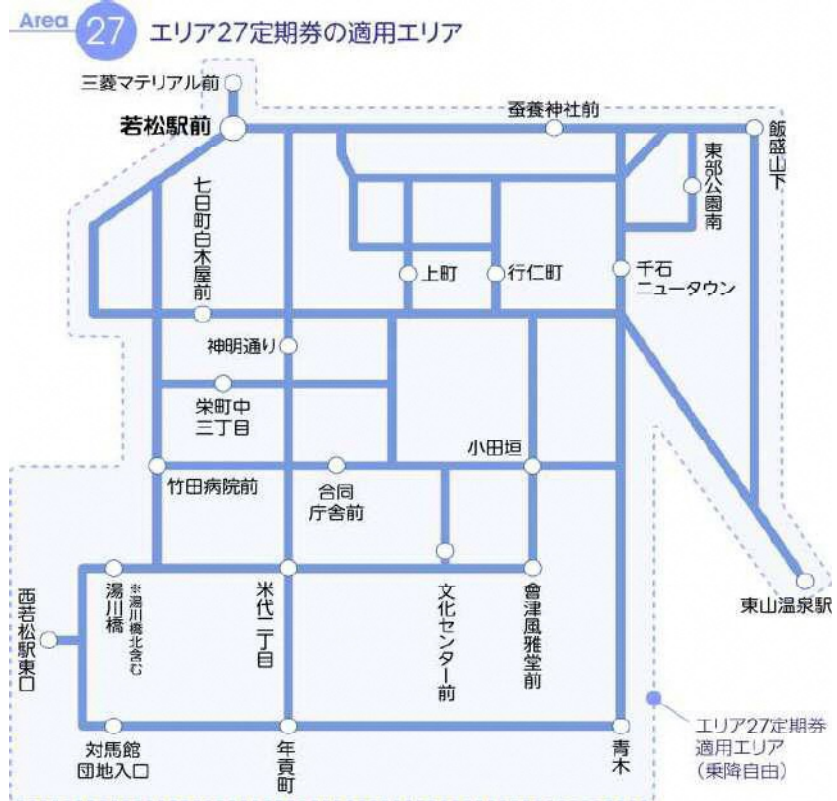 Area 27 エリア27定期券の適用エリア
三菱マテリアル前
若松駅前
蚕養神社前
飯盛山下
東部公園南
七日町白木屋前
上町
行仁町
千石
ニュータウン
神明通り
栄町中
三丁目
小田垣
竹田病院前
合同
庁舎前
西若松駅東口
湯川橋
※湯川橋北含む
米代二丁目
文化センター前
會津風雅堂前
東山温泉駅
対馬館
団地入口
年貢町
青木
エリア27定期券
適用エリア
（乗降自由）